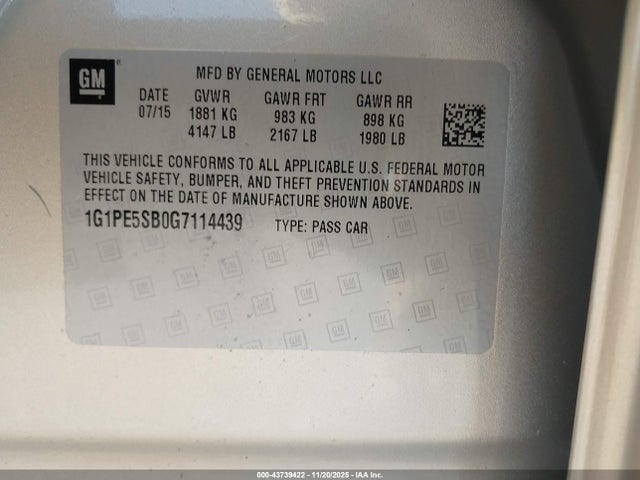 GM
MFD BY GENERAL MOTORS LLC
DATE GVWR GAWR FRT GAWR RR
07/15 1881 KG 983 KG 898 KG
4147 LB 2167 LB 1980 LB
THIS VEHICLE CONFORMS TO ALL APPLICABLE U.S. FEDERAL MOTOR
VEHICLE SAFETY, BUMPER, AND THEFT PREVENTION STANDARDS IN
EFFECT ON THE DATE OF MANUFACTURE SHOWN ABOVE.
1G1PE5SB0G7114439 TYPE: PASS CAR
000-43739422 - 11/20/2025 - IAA Inc.